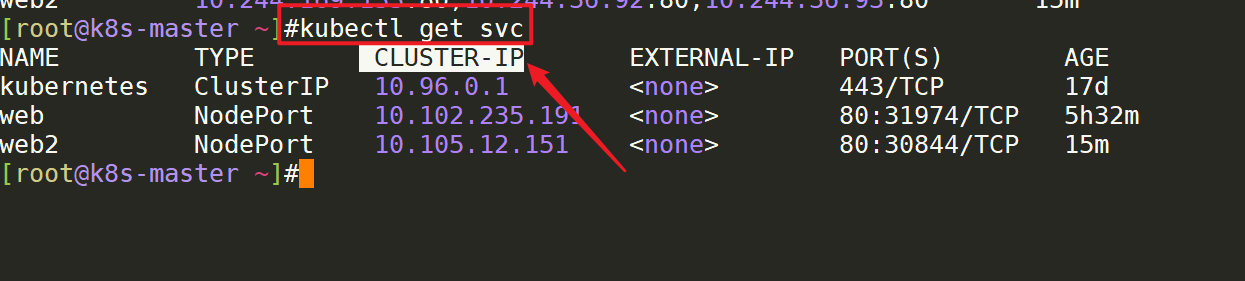 web2 10.244.169.153:80,10.244.36.92:80,10.244.36.93:80 15m
[root@k8s-master ~]#kubectl get svc
NAME TYPE CLUSTER-IP EXTERNAL-IP PORT(S) AGE
kubernetes ClusterIP 10.96.0.1 <none> 443/TCP 17d
web NodePort 10.102.235.191 <none> 80:31974/TCP 5h32m
web2 NodePort 10.105.12.151 <none> 80:30844/TCP 15m
[root@k8s-master ~]#